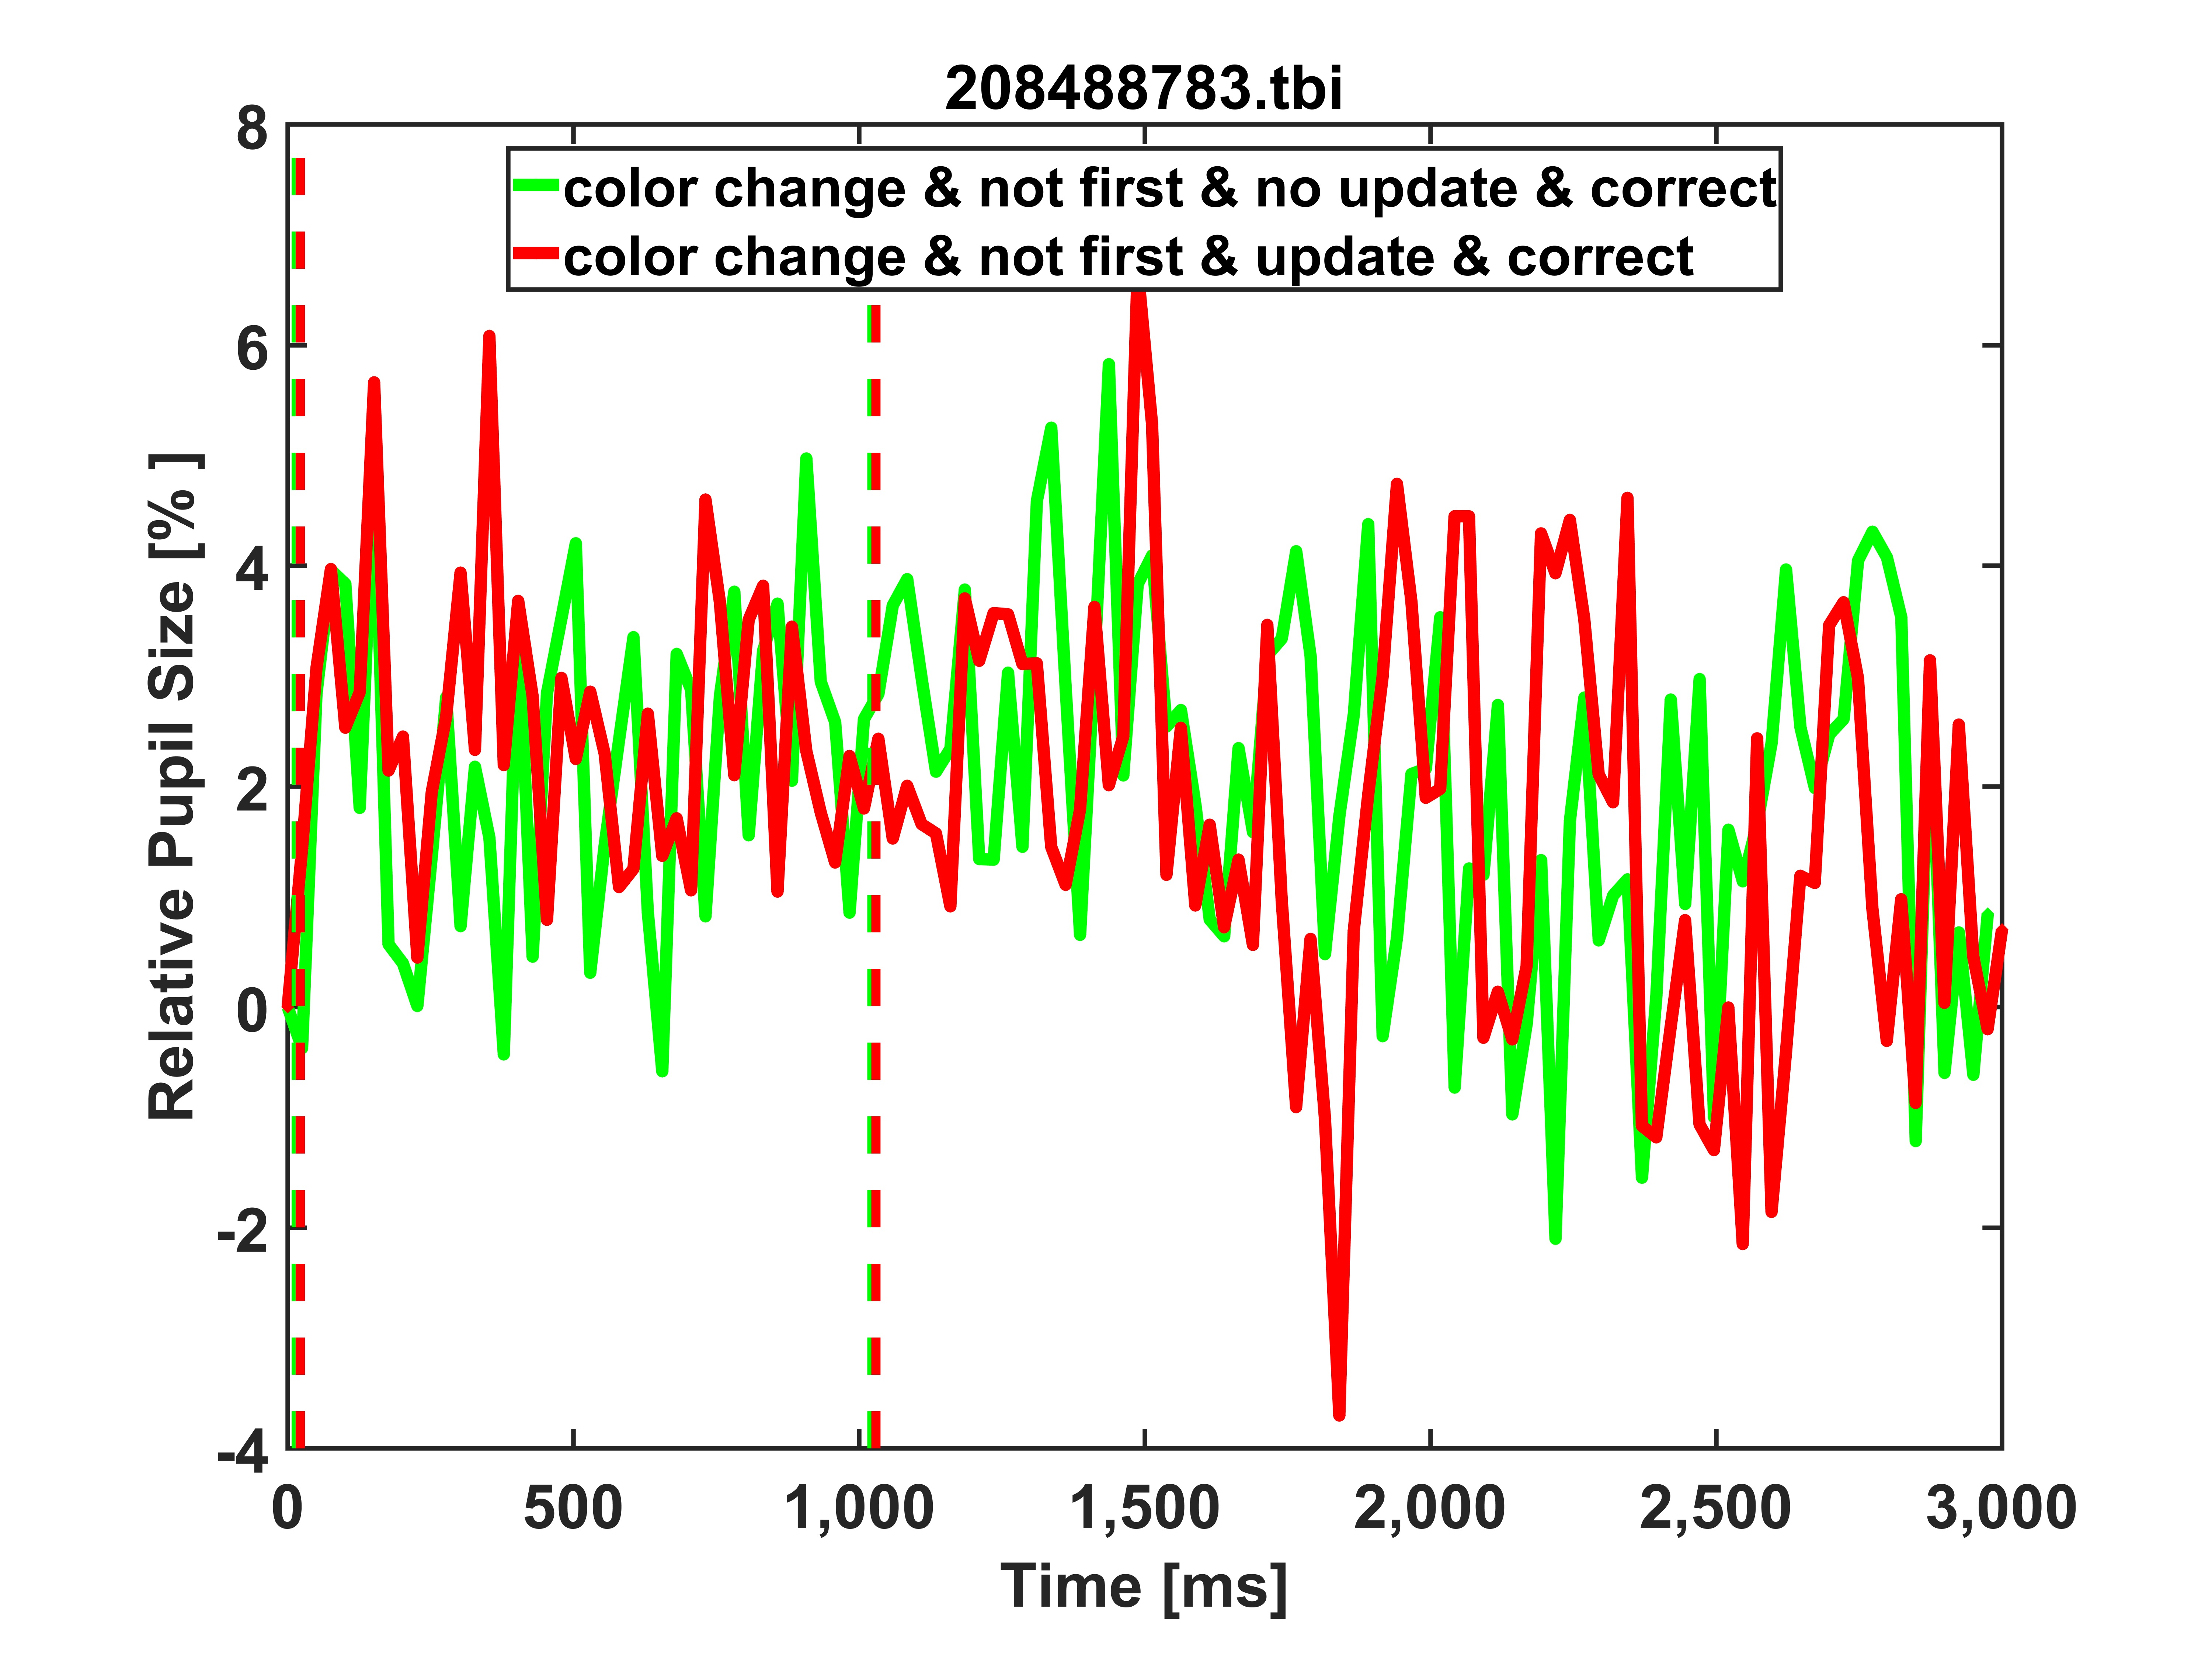 208488783.tbi
color change & not first & no update & correct
color change & not first & update & correct
Relative Pupil Size [% ]
8
6
4
2
0
-2
-4
0 500 1,000 1,500 2,000 2,500 3,000
Time [ms]